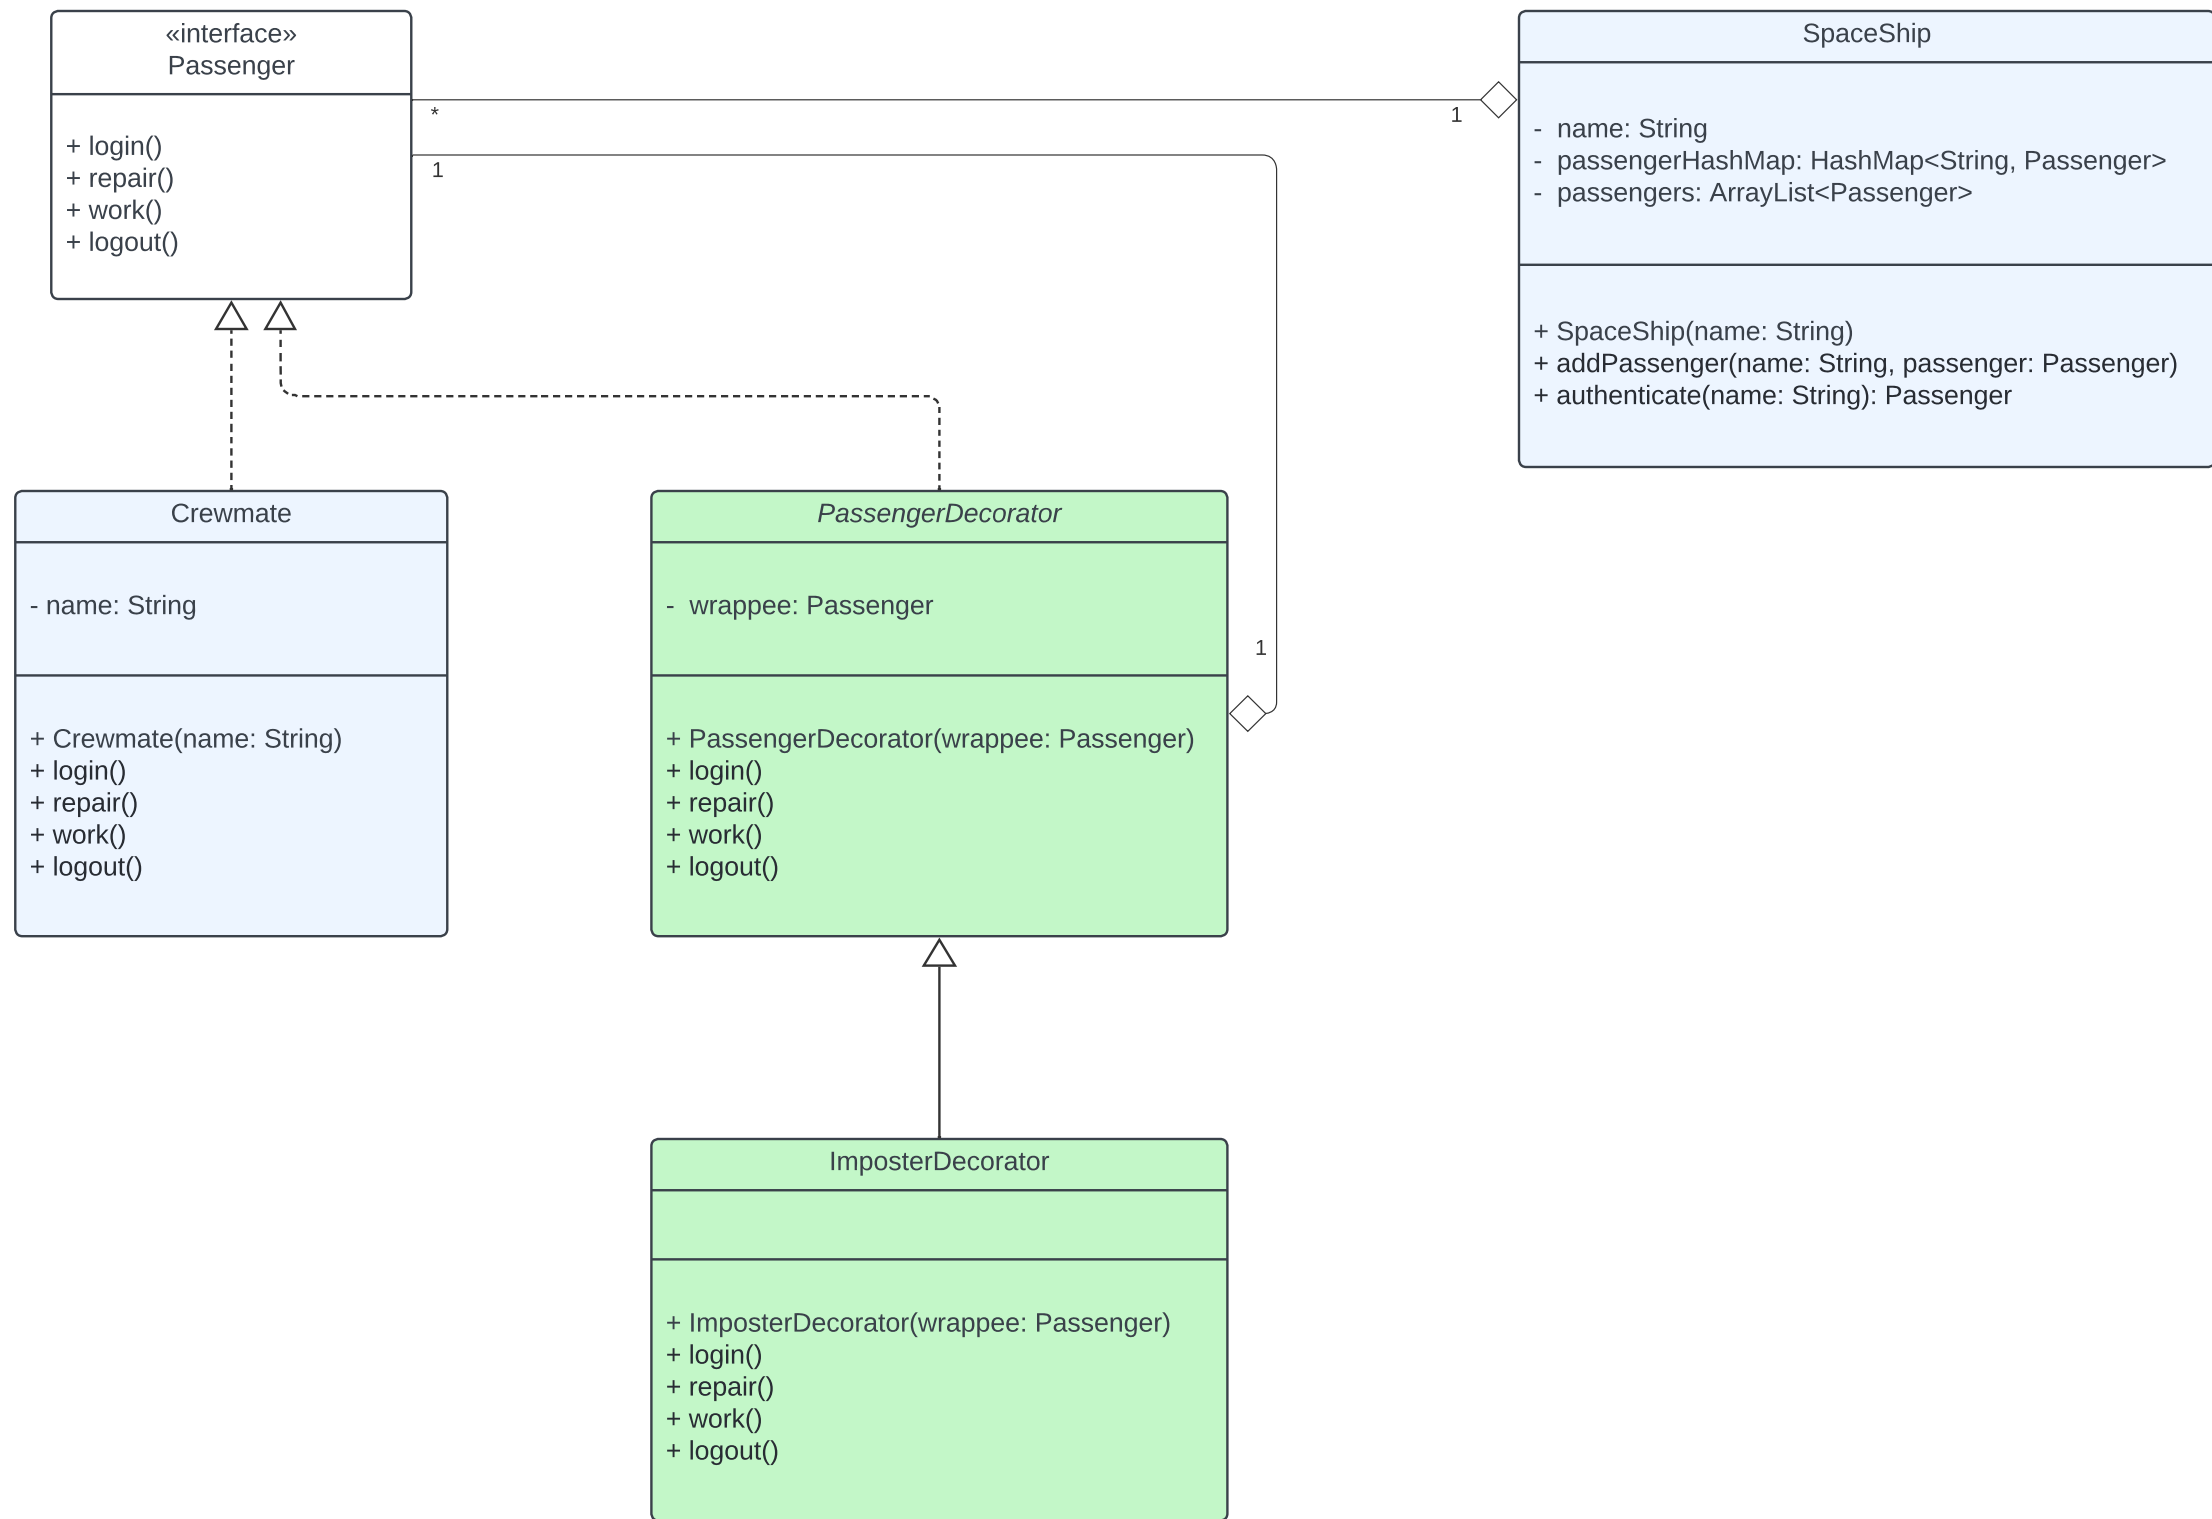 «interface»
Passenger
+ login()
+ repair()
+ work()
+ logout()
*
1
1
SpaceShip
-  name: String
-  passengerHashMap: HashMap<String, Passenger>
-  passengers: ArrayList<Passenger>
+ SpaceShip(name: String)
+ addPassenger(name: String, passenger: Passenger)
+ authenticate(name: String): Passenger
Crewmate
- name: String
+ Crewmate(name: String)
+ login()
+ repair()
+ work()
+ logout()
PassengerDecorator
-  wrappee: Passenger
1
+ PassengerDecorator(wrappee: Passenger)
+ login()
+ repair()
+ work()
+ logout()
ImposterDecorator
+ ImposterDecorator(wrappee: Passenger)
+ login()
+ repair()
+ work()
+ logout()